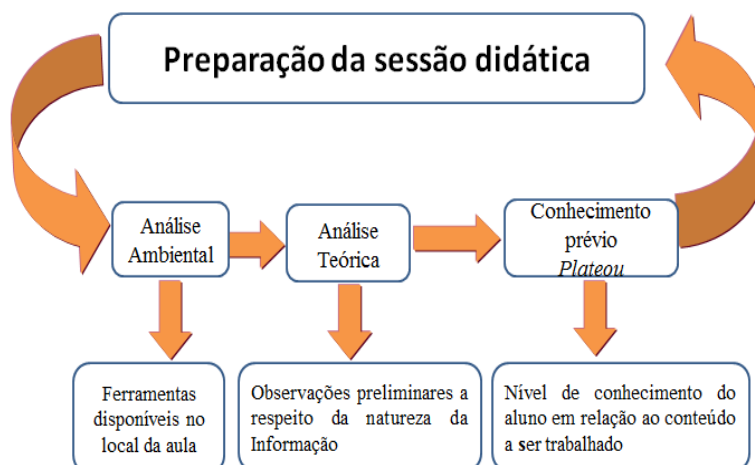 Preparação da sessão didática
Análise
Ambiental
Análise
Teórica
Conhecimento
prévio
Plateou
Ferramentas
disponíveis no
local da aula
Observações preliminares a
respeito da natureza da
Informação
Nível de conhecimento do
aluno em relação ao conteúdo
a ser trabalhado